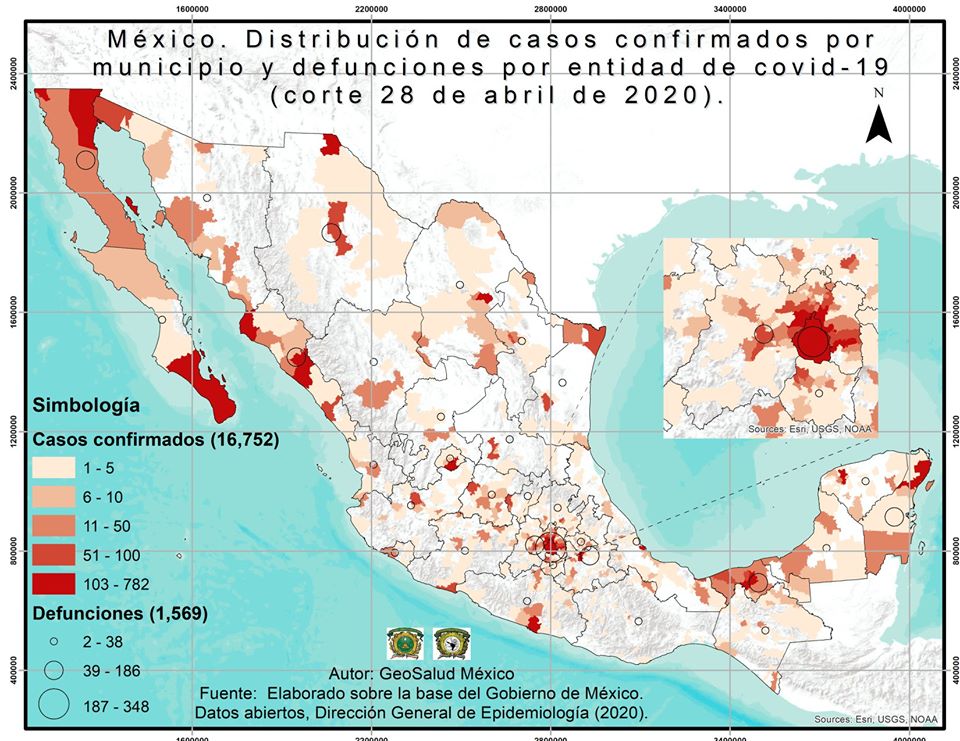 1600000 2200000 2800000 3400000 4000000
México. Distribución de casos confirmados por
municipio y defunciones por entidad de covid-19
(corte 28 de abril de 2020).
N
2400000 2400000
2000000 2000000
1600000 1600000
1200000 1200000
800000 800000
400000 400000
Sources: Esri, USGS, NOAA
Simbología
Casos confirmados (16,752)
1 - 5
6 - 10
11 - 50
51 - 100
103 - 782
Defunciones (1,569)
2 - 38
39 - 186
187 - 348
Autor: GeoSalud México
Fuente: Elaborado sobre la base del Gobierno de México.
Datos abiertos, Dirección General de Epidemiología (2020).
Sources: Esri, USGS, NOAA
1600000 2200000 2800000 3400000 4000000